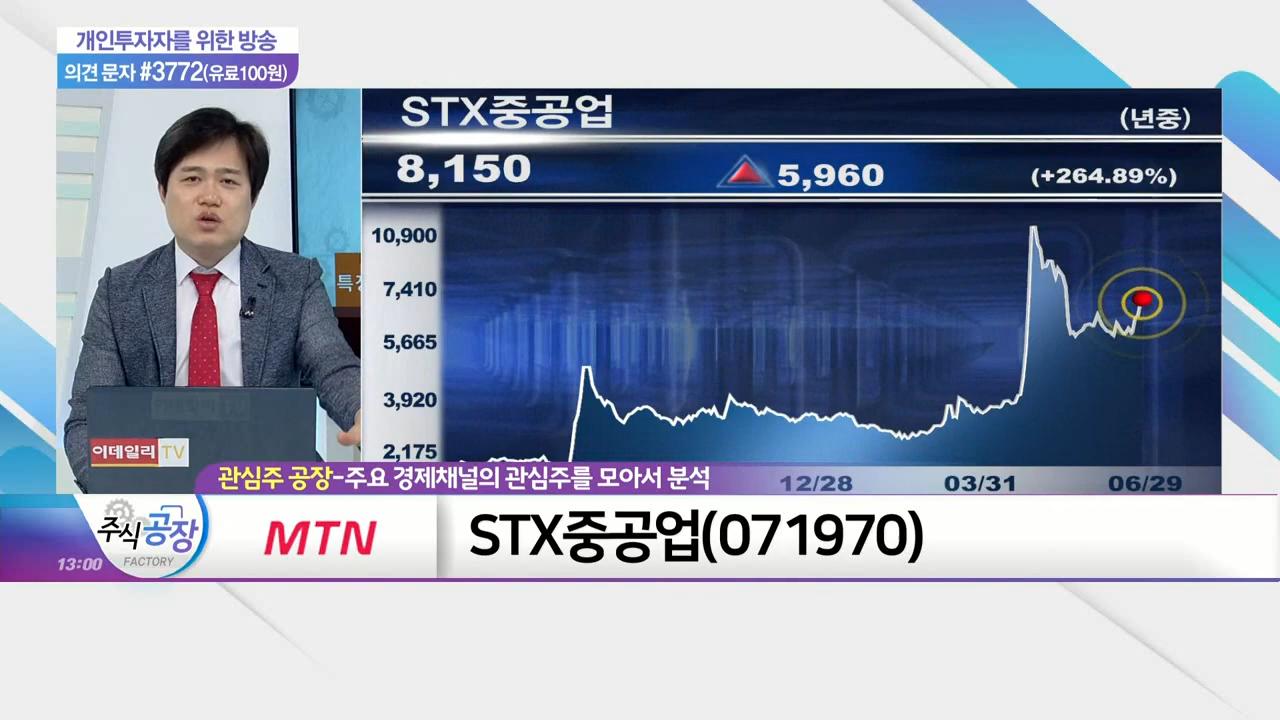 개인투자자를 위한 방송
의견 문자 #3772(유료100원)
STX중공업
(년중)
8,150
5,960
(+264.89%)
10,900
7,410
5,665
3,920
2,175
12/28
03/31
06/29
이데일리 TV
관심주 공장-주요 경제채널의 관심주를 모아서 분석
주식공장
FACTORY
13:00
MTN
STX중공업(071970)